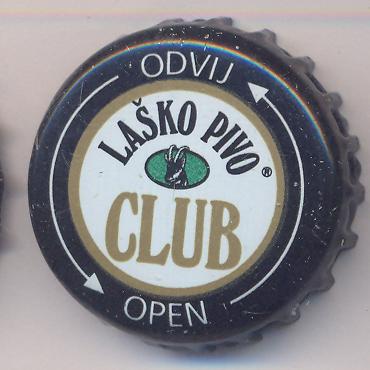 ODVIJ
LAŠKO PIVO ®
CLUB
OPEN